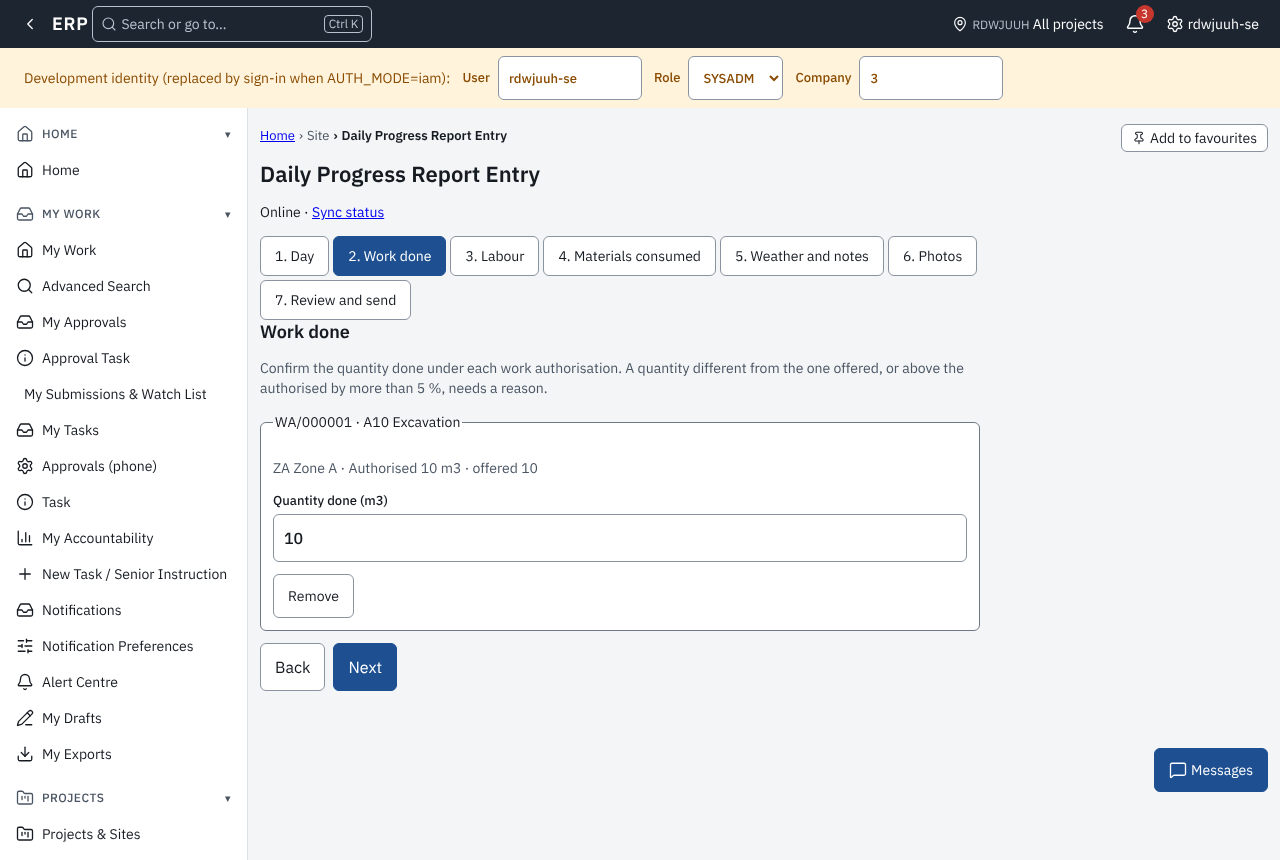 ERP
Search or go to...
Ctrl K
RDWJUUH All projects
3
rdwjuuh-se
Development identity (replaced by sign-in when AUTH_MODE=iam):
User
rdwjuuh-se
Role
SYSADM
Company
3
HOME
Home
MY WORK
My Work
Advanced Search
My Approvals
Approval Task
My Submissions & Watch List
My Tasks
Approvals (phone)
Task
My Accountability
New Task / Senior Instruction
Notifications
Notification Preferences
Alert Centre
My Drafts
My Exports
PROJECTS
Projects & Sites
Home › Site › Daily Progress Report Entry
Add to favourites
Daily Progress Report Entry
Online · Sync status
1. Day
2. Work done
3. Labour
4. Materials consumed
5. Weather and notes
6. Photos
7. Review and send
Work done
Confirm the quantity done under each work authorisation. A quantity different from the one offered, or above the
authorised by more than 5 %, needs a reason.
WA/000001 · A10 Excavation
ZA Zone A · Authorised 10 m3 · offered 10
Quantity done (m3)
10
Remove
Back
Next
Messages